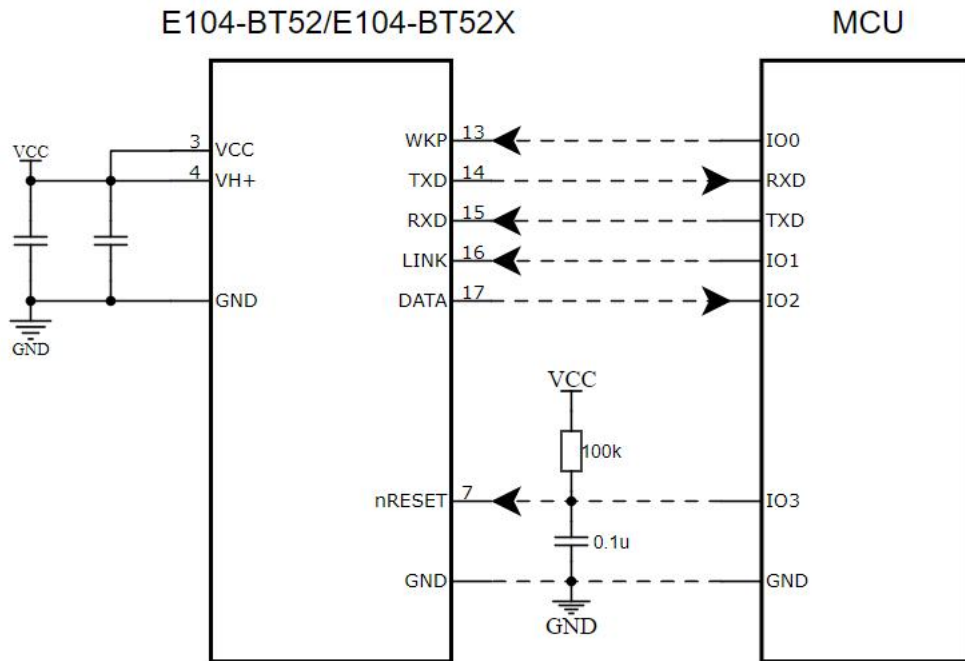 E104-BT52/E104-BT52X
MCU
VCC
3
VCC
4
VH+
GND
GND
WKP
13
IO0
TXD
14
RXD
RXD
15
TXD
LINK
16
IO1
DATA
17
IO2
VCC
100k
nRESET
7
IO3
0.1u
GND
GND
GND